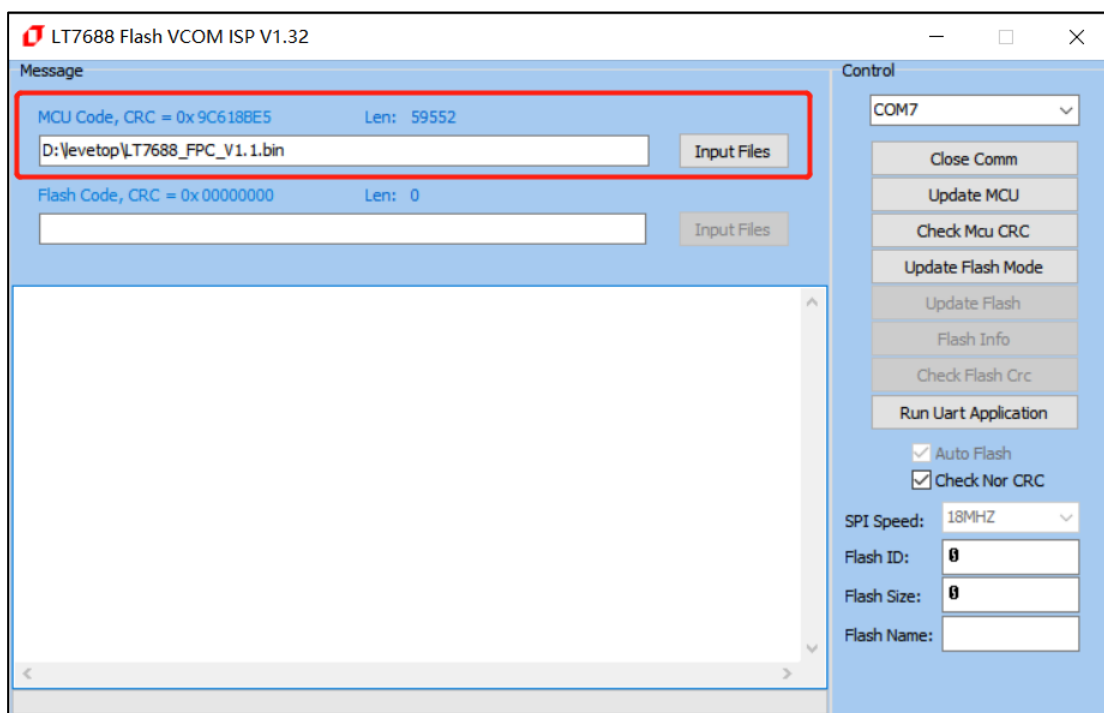 LT7688 Flash VCOM ISP V1.32
Message
MCU Code, CRC = 0x 9C618BE5 Len: 59552
D:\levetop\LT7688_FPC_V1.1.bin Input Files
Flash Code, CRC = 0x 00000000 Len: 0
Input Files
Control
COM7
Close Comm
Update MCU
Check Mcu CRC
Update Flash Mode
Update Flash
Flash Info
Check Flash Crc
Run Uart Application
Auto Flash
Check Nor CRC
SPI Speed: 18MHZ
Flash ID: 0
Flash Size: 0
Flash Name: